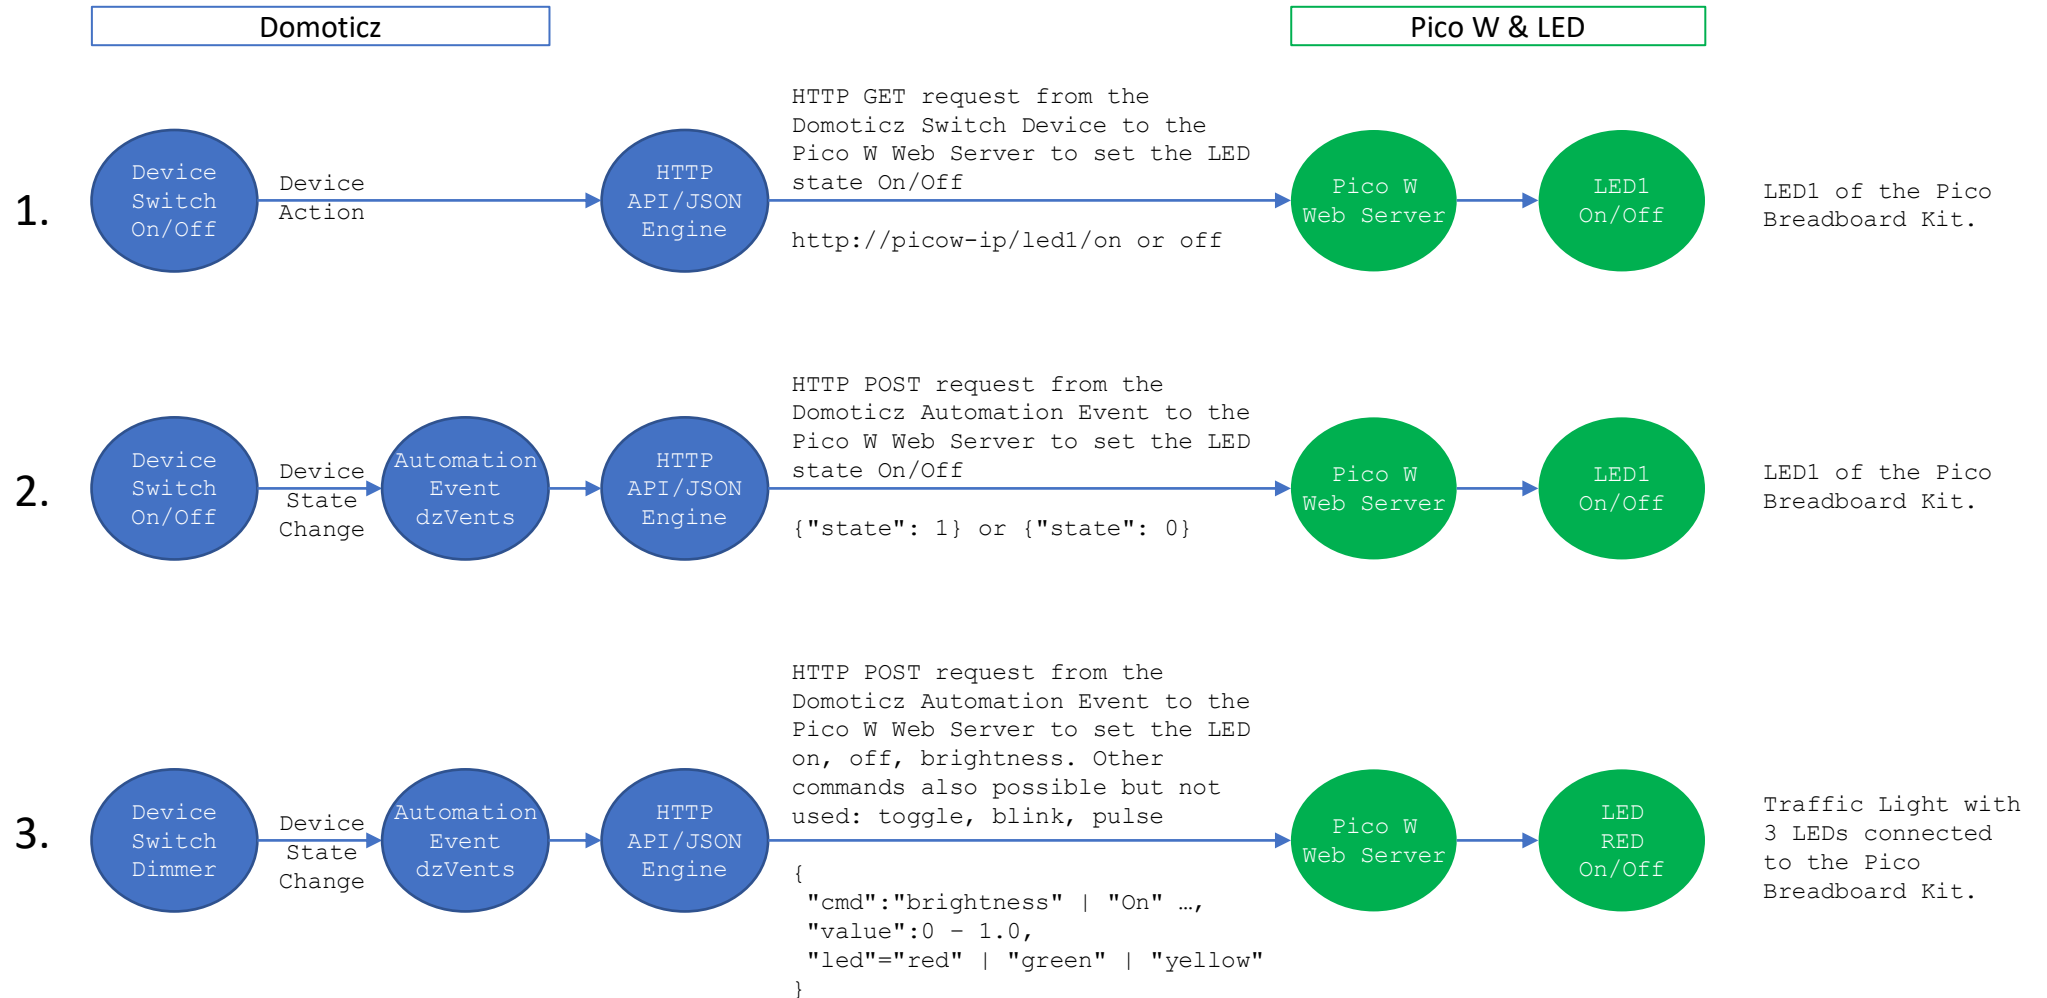 Domoticz
Pico W & LED
1.
Device
Switch
On/Off
Device
Action
HTTP
API/JSON
Engine
HTTP GET request from the
Domoticz Switch Device to the
Pico W Web Server to set the LED
state On/Off
http://picow-ip/led1/on or off
Pico W
Web Server
LED1
On/Off
LED1 of the Pico
Breadboard Kit.
2.
Device
Switch
On/Off
Device
State
Change
Automation
Event
dzVents
HTTP
API/JSON
Engine
HTTP POST request from the
Domoticz Automation Event to the
Pico W Web Server to set the LED
state On/Off
{"state": 1} or {"state": 0}
Pico W
Web Server
LED1
On/Off
LED1 of the Pico
Breadboard Kit.
3.
Device
Switch
Dimmer
Device
State
Change
Automation
Event
dzVents
HTTP
API/JSON
Engine
HTTP POST request from the
Domoticz Automation Event to the
Pico W Web Server to set the LED
on, off, brightness. Other
commands also possible but not
used: toggle, blink, pulse
{
"cmd":"brightness" | "On" …,
"value":0 – 1.0,
"led"="red" | "green" | "yellow"
}
Pico W
Web Server
LED
RED
On/Off
Traffic Light with
3 LEDs connected
to the Pico
Breadboard Kit.